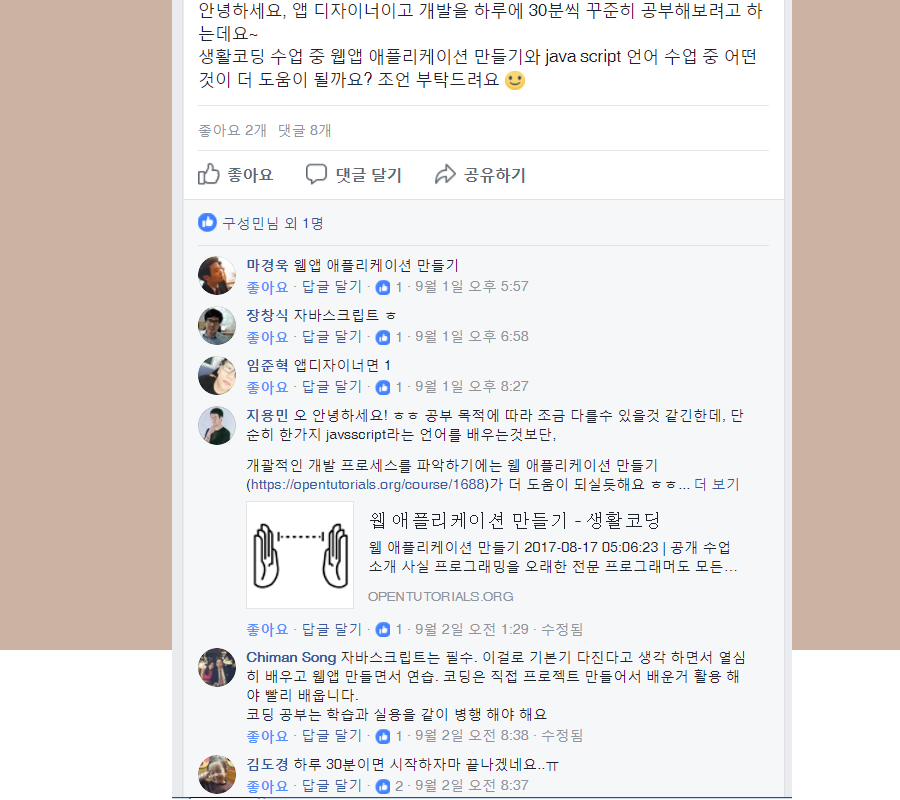 안녕하세요, 앱 디자이너이고 개발을 하루에 30분씩 꾸준히 공부해보려고 하
는데요~
생활코딩 수업 중 웹앱 애플리케이션 만들기와 java script 언어 수업 중 어떤
것이 더 도움이 될까요? 조언 부탁드려요
좋아요 2개 댓글 8개
좋아요 댓글 달기 공유하기
구성민님 외 1명
마경욱 웹앱 애플리케이션 만들기
좋아요 · 답글 달기 · 1 · 9월 1일 오후 5:57
장창식 자바스크립트 ㅎ
좋아요 · 답글 달기 · 1 · 9월 1일 오후 6:58
임준혁 앱디자이너면 1
좋아요 · 답글 달기 · 1 · 9월 1일 오후 8:27
지용민 오 안녕하세요! ㅎㅎ 공부 목적에 따라 조금 다를수 있을것 같긴한데, 단
순히 한가지 javsscript라는 언어를 배우는것보단,
개괄적인 개발 프로세스를 파악하기에는 웹 애플리케이션 만들기
(https://opentutorials.org/course/1688)가 더 도움이 되실듯해요 ㅎㅎ... 더 보기
웹 애플리케이션 만들기 - 생활코딩
웹 애플리케이션 만들기 2017-08-17 05:06:23 | 공개 수업
소개 사실 프로그래밍을 오래한 전문 프로그래머도 모든...
OPENTUTORIALS.ORG
좋아요 · 답글 달기 · 1 · 9월 2일 오전 1:29 · 수정됨
Chiman Song 자바스크립트는 필수. 이걸로 기본기 다진다고 생각 하면서 열심
히 배우고 웹앱 만들면서 연습. 코딩은 직접 프로젝트 만들어서 배운거 활용 해
야 빨리 배웁니다.
코딩 공부는 학습과 실용을 같이 병행 해야 해요
좋아요 · 답글 달기 · 1 · 9월 2일 오전 8:38 · 수정됨
김도경 하루 30분이면 시작하자마 끝나겠네요..ㅠ
좋아요 · 답글 달기 · 2 · 9월 2일 오전 8:37